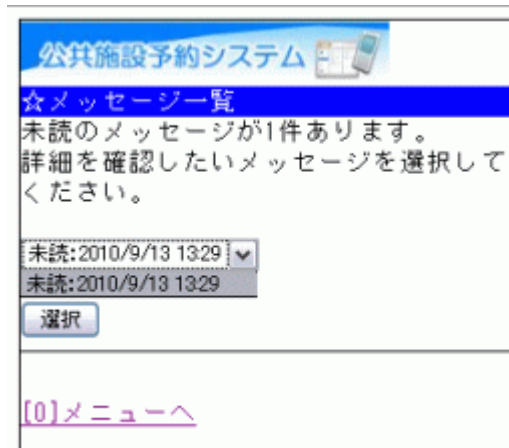 公共施設予約システム
☆メッセージ一覧
未読のメッセージが1件あります。
詳細を確認したいメッセージを選択して
ください。
未読:2010/9/13 13:29
未読:2010/9/13 13:29
選択
[0]メニューへ